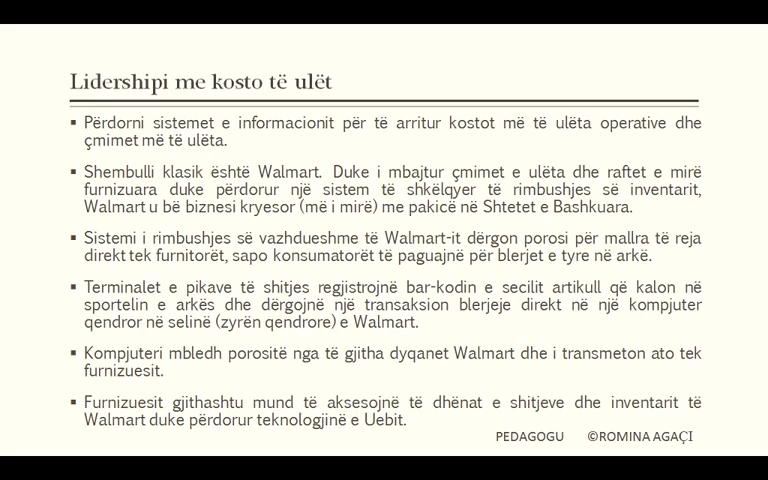 Lidershipi me kosto të ulët
▪ Përdorni sistemet e informacionit për të arritur kostot më të ulëta operative dhe
çmimet më të ulëta.
▪ Shembulli klasik është Walmart. Duke i mbajtur çmimet e ulëta dhe raftet e mirë
furnizuara duke përdorur një sistem të shkëlqyer të rimbushjes së inventarit,
Walmart u bë biznesi kryesor (më i mirë) me pakicë në Shtetet e Bashkuara.
▪ Sistemi i rimbushjes së vazhdueshme të Walmart-it dërgon porosi për mallra të reja
direkt tek furnitorët, sapo konsumatorët të paguajnë për blerjet e tyre në arkë.
▪ Terminalet e pikave të shitjes regjistrojnë bar-kodin e secilit artikull që kalon në
sportelin e arkës dhe dërgojnë një transaksion blerjeje direkt në një kompjuter
qendror në selinë (zyrën qendrore) e Walmart.
▪ Kompjuteri mbledh porositë nga të gjitha dyqanet Walmart dhe i transmeton ato tek
furnizuesit.
▪ Furnizuesit gjithashtu mund të aksesojnë të dhënat e shitjeve dhe inventarit të
Walmart duke përdorur teknologjinë e Uebit.
PEDAGOGU ©ROMINA AGAÇI